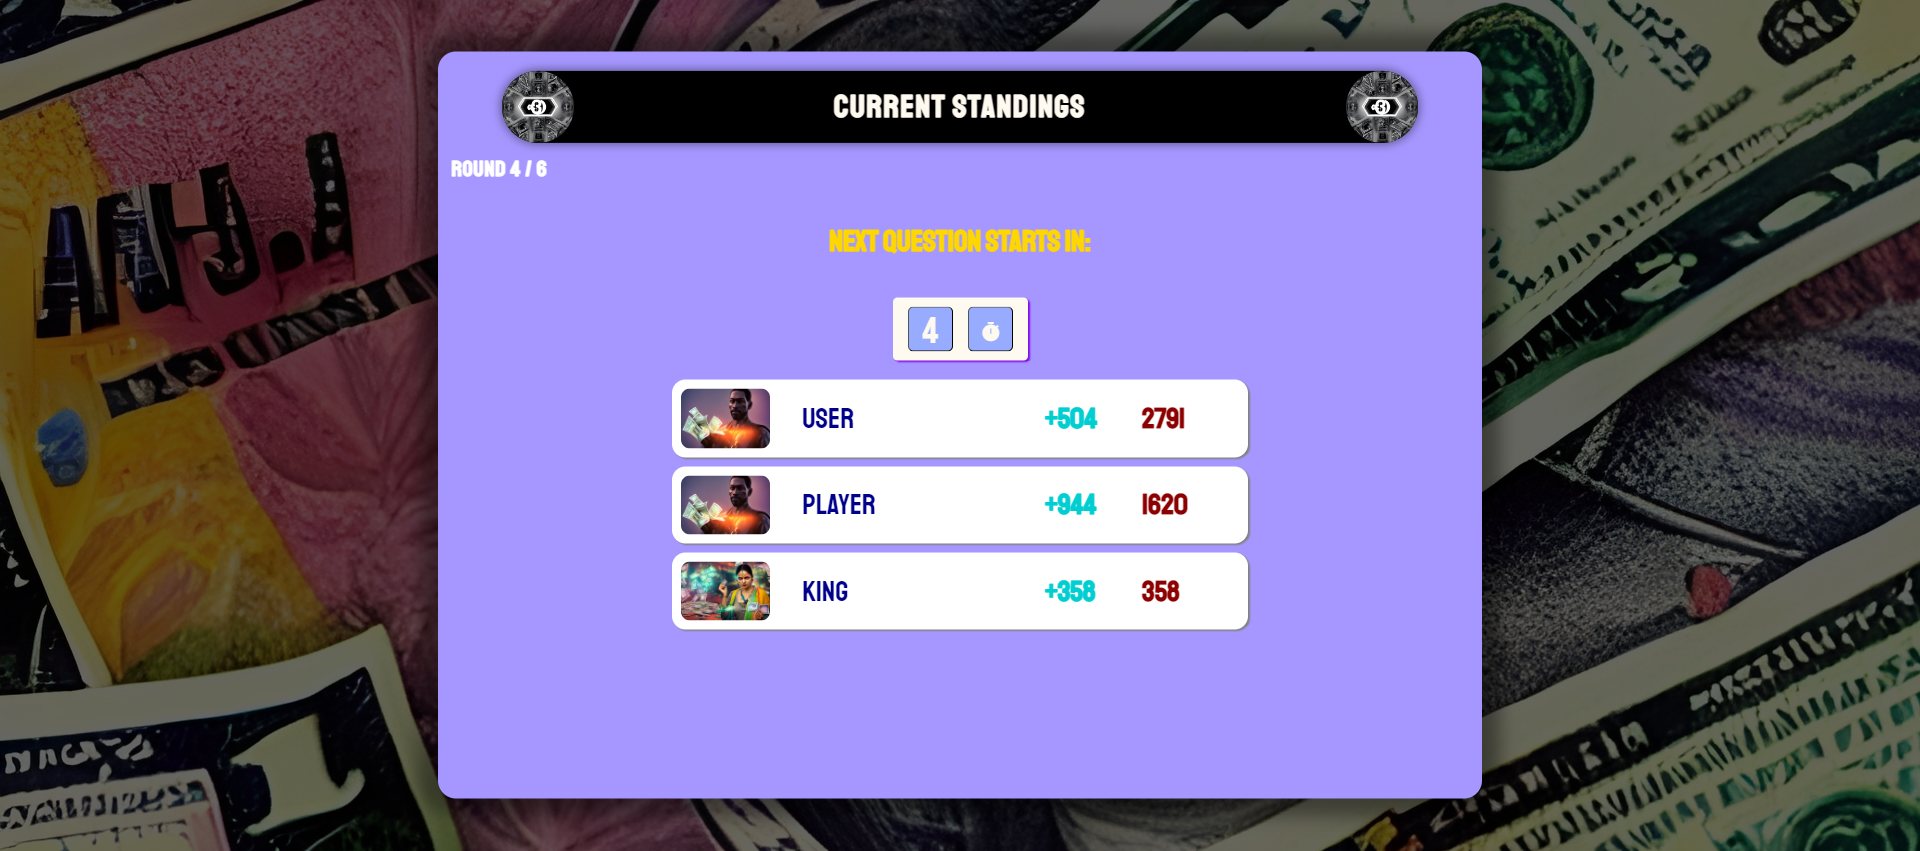 CURRENT STANDINGS
ROUND 4 / 6
NEXT QUESTION STARTS IN:
4
USER +504 2791
PLAYER +944 1620
KING +358 358